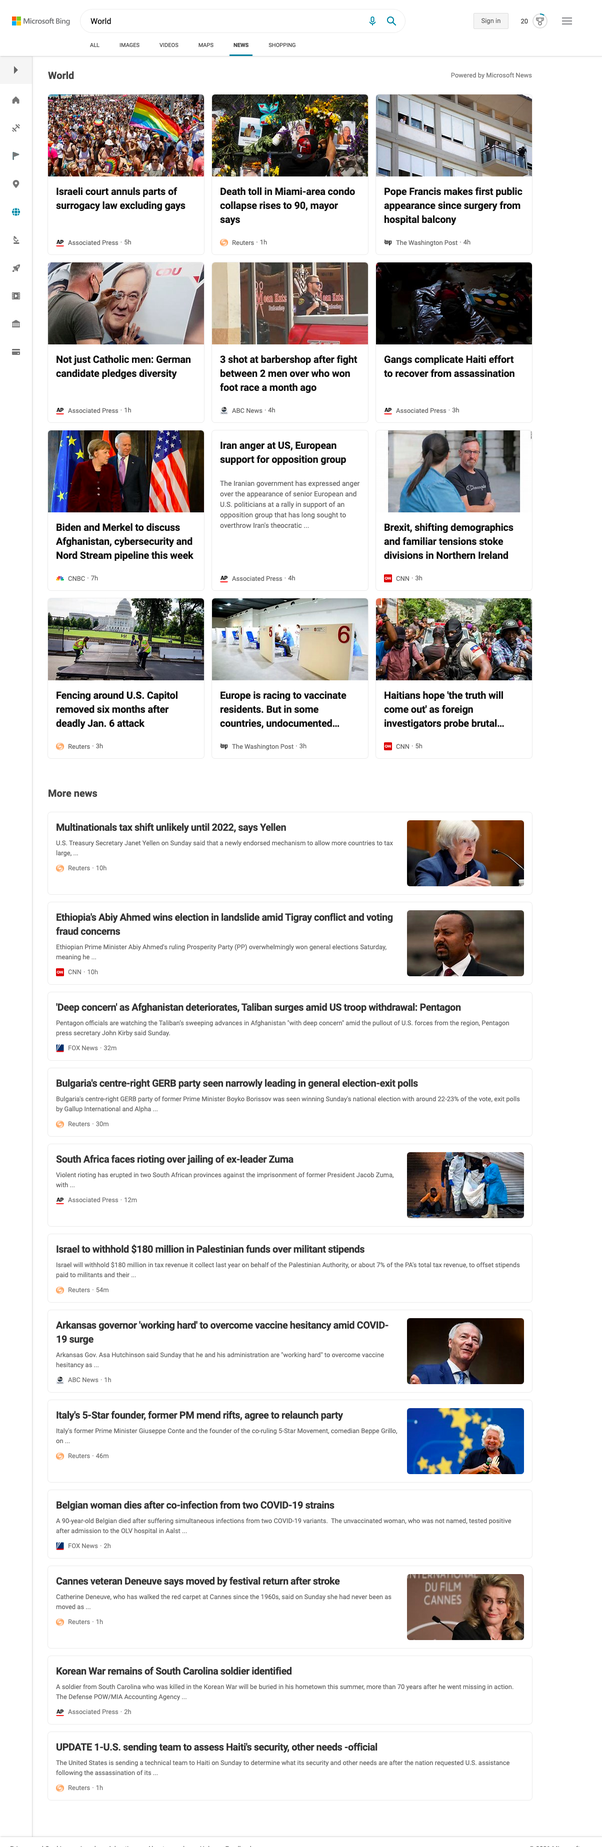 Microsoft Bing
World
Sign in
20
ALL
IMAGES
VIDEOS
MAPS
NEWS
SHOPPING
World
Powered by Microsoft News
Israeli court annuls parts of
surrogacy law excluding gays
AP Associated Press · 5h
Death toll in Miami-area condo
collapse rises to 90, mayor
says
Reuters · 1h
Pope Francis makes first public
appearance since surgery from
hospital balcony
wp The Washington Post · 4h
CDU
Not just Catholic men: German
candidate pledges diversity
AP Associated Press · 1h
3 shot at barbershop after fight
between 2 men over who won
foot race a month ago
ABC News · 4h
Gangs complicate Haiti effort
to recover from assassination
AP Associated Press · 3h
Biden and Merkel to discuss
Afghanistan, cybersecurity and
Nord Stream pipeline this week
CNBC · 7h
Iran anger at US, European
support for opposition group
The Iranian government has expressed anger
over the appearance of senior European and
U.S. politicians at a rally in support of an
opposition group that has long sought to
overthrow Iran's theocratic ...
AP Associated Press · 4h
Brexit, shifting demographics
and familiar tensions stoke
divisions in Northern Ireland
CNN CNN · 3h
Fencing around U.S. Capitol
removed six months after
deadly Jan. 6 attack
Reuters · 3h
5
6
Europe is racing to vaccinate
residents. But in some
countries, undocumented...
wp The Washington Post · 3h
Haitians hope 'the truth will
come out' as foreign
investigators probe brutal...
CNN CNN · 5h
More news
Multinationals tax shift unlikely until 2022, says Yellen
U.S. Treasury Secretary Janet Yellen on Sunday said that a newly endorsed mechanism to allow more countries to tax
large, ...
Reuters · 10h
Ethiopia's Abiy Ahmed wins election in landslide amid Tigray conflict and voting
fraud concerns
Ethiopian Prime Minister Abiy Ahmed's ruling Prosperity Party (PP) overwhelmingly won general elections Saturday,
meaning he ...
CNN CNN · 10h
'Deep concern' as Afghanistan deteriorates, Taliban surges amid US troop withdrawal: Pentagon
Pentagon officials are watching the Taliban's sweeping advances in Afghanistan "with deep concern" amid the pullout of U.S. forces from the region, Pentagon
press secretary John Kirby said Sunday.
FOX News · 32m
Bulgaria's centre-right GERB party seen narrowly leading in general election-exit polls
Bulgaria's centre-right GERB party of former Prime Minister Boyko Borissov was seen winning Sunday's national election with around 22-23% of the vote, exit polls
by Gallup International and Alpha ...
Reuters · 30m
South Africa faces rioting over jailing of ex-leader Zuma
Violent rioting has erupted in two South African provinces against the imprisonment of former President Jacob Zuma,
with ...
AP Associated Press · 12m
Israel to withhold $180 million in Palestinian funds over militant stipends
Israel will withhold $180 million in tax revenue it collect last year on behalf of the Palestinian Authority, or about 7% of the PA's total tax revenue, to offset stipends
paid to militants and their ...
Reuters · 54m
Arkansas governor 'working hard' to overcome vaccine hesitancy amid COVID-
19 surge
Arkansas Gov. Asa Hutchinson said Sunday that he and his administration are "working hard" to overcome vaccine
hesitancy as ...
ABC News · 1h
Italy's 5-Star founder, former PM mend rifts, agree to relaunch party
Italy's former Prime Minister Giuseppe Conte and the founder of the co-ruling 5-Star Movement, comedian Beppe Grillo,
on ...
Reuters · 46m
Belgian woman dies after co-infection from two COVID-19 strains
A 90-year-old Belgian died after suffering simultaneous infections from two COVID-19 variants. The unvaccinated woman, who was not named, tested positive
after admission to the OLV hospital in Aalst ...
FOX News · 2h
Cannes veteran Deneuve says moved by festival return after stroke
Catherine Deneuve, who has walked the red carpet at Cannes since the 1960s, said on Sunday she had never been as
moved as ...
Reuters · 1h
DU FILM
CANNES
Korean War remains of South Carolina soldier identified
A soldier from South Carolina who was killed in the Korean War will be buried in his hometown this summer, more than 70 years after he went missing in action.
The Defense POW/MIA Accounting Agency ...
AP Associated Press · 2h
UPDATE 1-U.S. sending team to assess Haiti's security, other needs -official
The United States is sending a technical team to Haiti on Sunday to determine what its security and other needs are after the nation requested U.S. assistance
following the assassination of its ...
Reuters · 1h